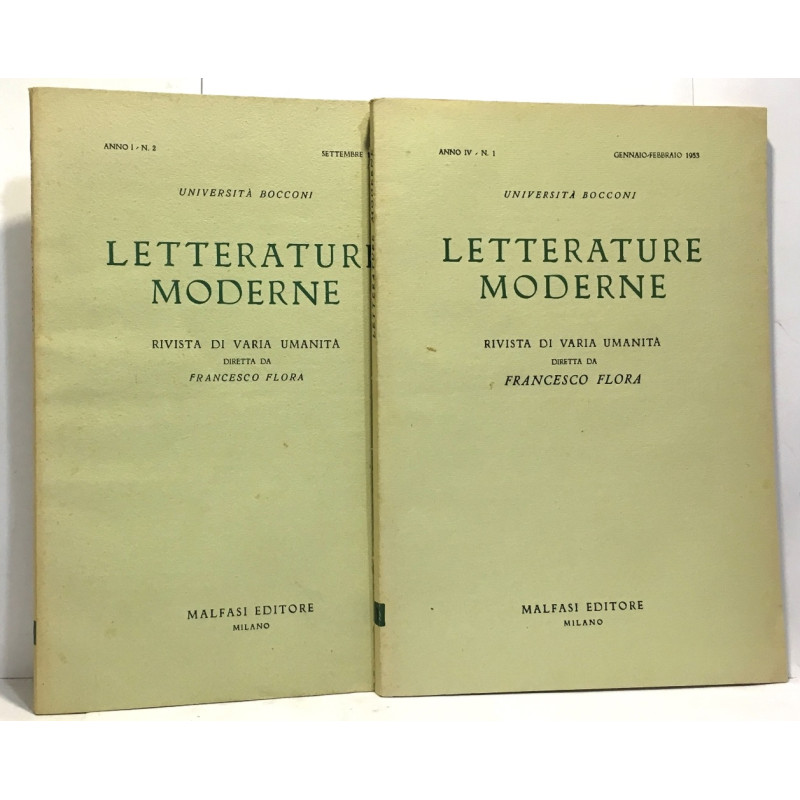 ANNO I - N. 2
SETTEMBRE
UNIVERSITÀ BOCCONI
LETTERATURE
MODERNE
RIVISTA DI VARIA UMANITÀ
DIRETTA DA
FRANCESCO FLORA
MALFASI EDITORE
MILANO
ANNO IV - N. 1
GENNAIO-FEBBRAIO 1953
UNIVERSITÀ BOCCONI
LETTERATURE
MODERNE
RIVISTA DI VARIA UMANITÀ
DIRETTA DA
FRANCESCO FLORA
MALFASI EDITORE
MILANO